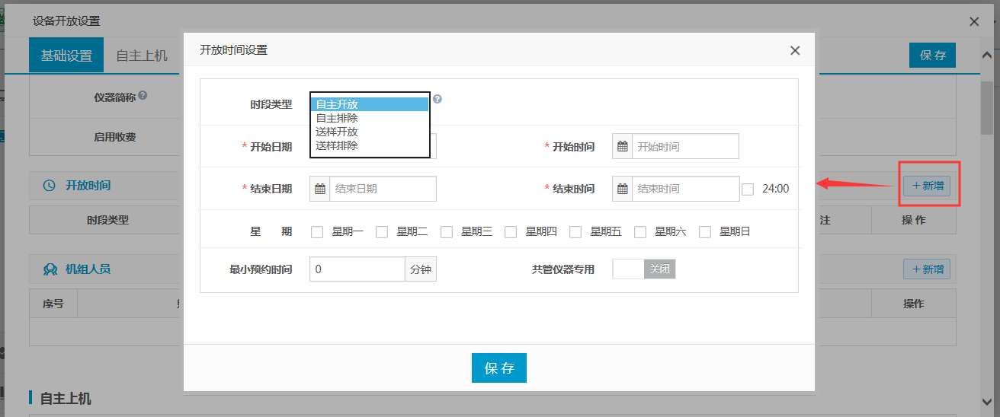 设备开放设置
基础设置 自主上机 保 存
仪器简称
启用收费
开放时间 ＋新增
时段类型 注 操 作
机组人员 ＋新增
序号 操作
自主上机
开放时间设置
时段类型 自主开放
自主排除
送样开放
送样排除
* 开始日期 * 开始时间 开始时间
* 结束日期 结束日期 * 结束时间 结束时间 24:00
星 期 星期一 星期二 星期三 星期四 星期五 星期六 星期日
最小预约时间 0 分钟 共管仪器专用 关闭
保 存